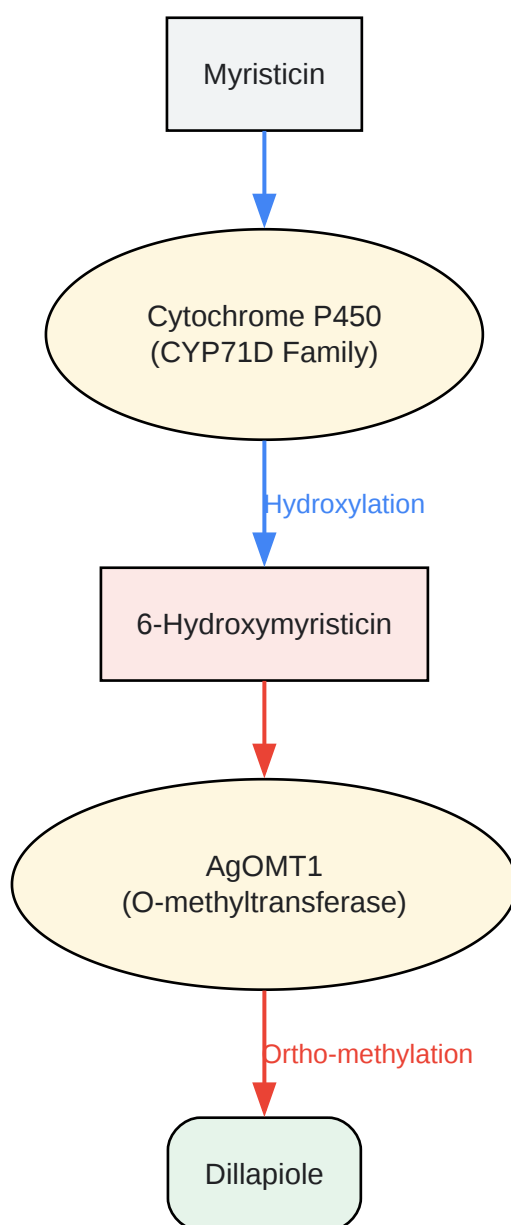 Myristicin
Cytochrome P450
(CYP71D Family)
Hydroxylation
6-Hydroxymyristicin
AgOMT1
(O-methyltransferase)
Ortho-methylation
Dillapiole